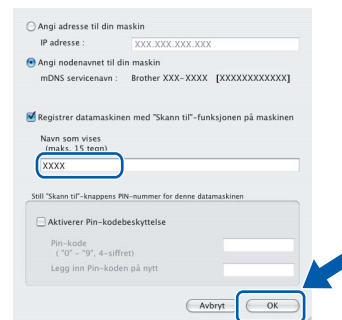 Angi adresse til din maskin
IP adresse : XXX.XXX.XXX.XXX
Angi nodenavnet til din maskin
mDNS servicenavn : Brother XXX-XXXX [XXXXXXXXXXXX]
Registrer datamaskinen med "Skann til"-funksjonen på maskinen
Navn som vises
(maks. 15 tegn)
XXXX
Still "Skann til"-knappens PIN-nummer for denne datamaskinen
Aktiverer Pin-kodebeskyttelse
Pin-kode
( "0" - "9", 4-siffret)
Legg inn Pin-koden på nytt
Avbryt OK